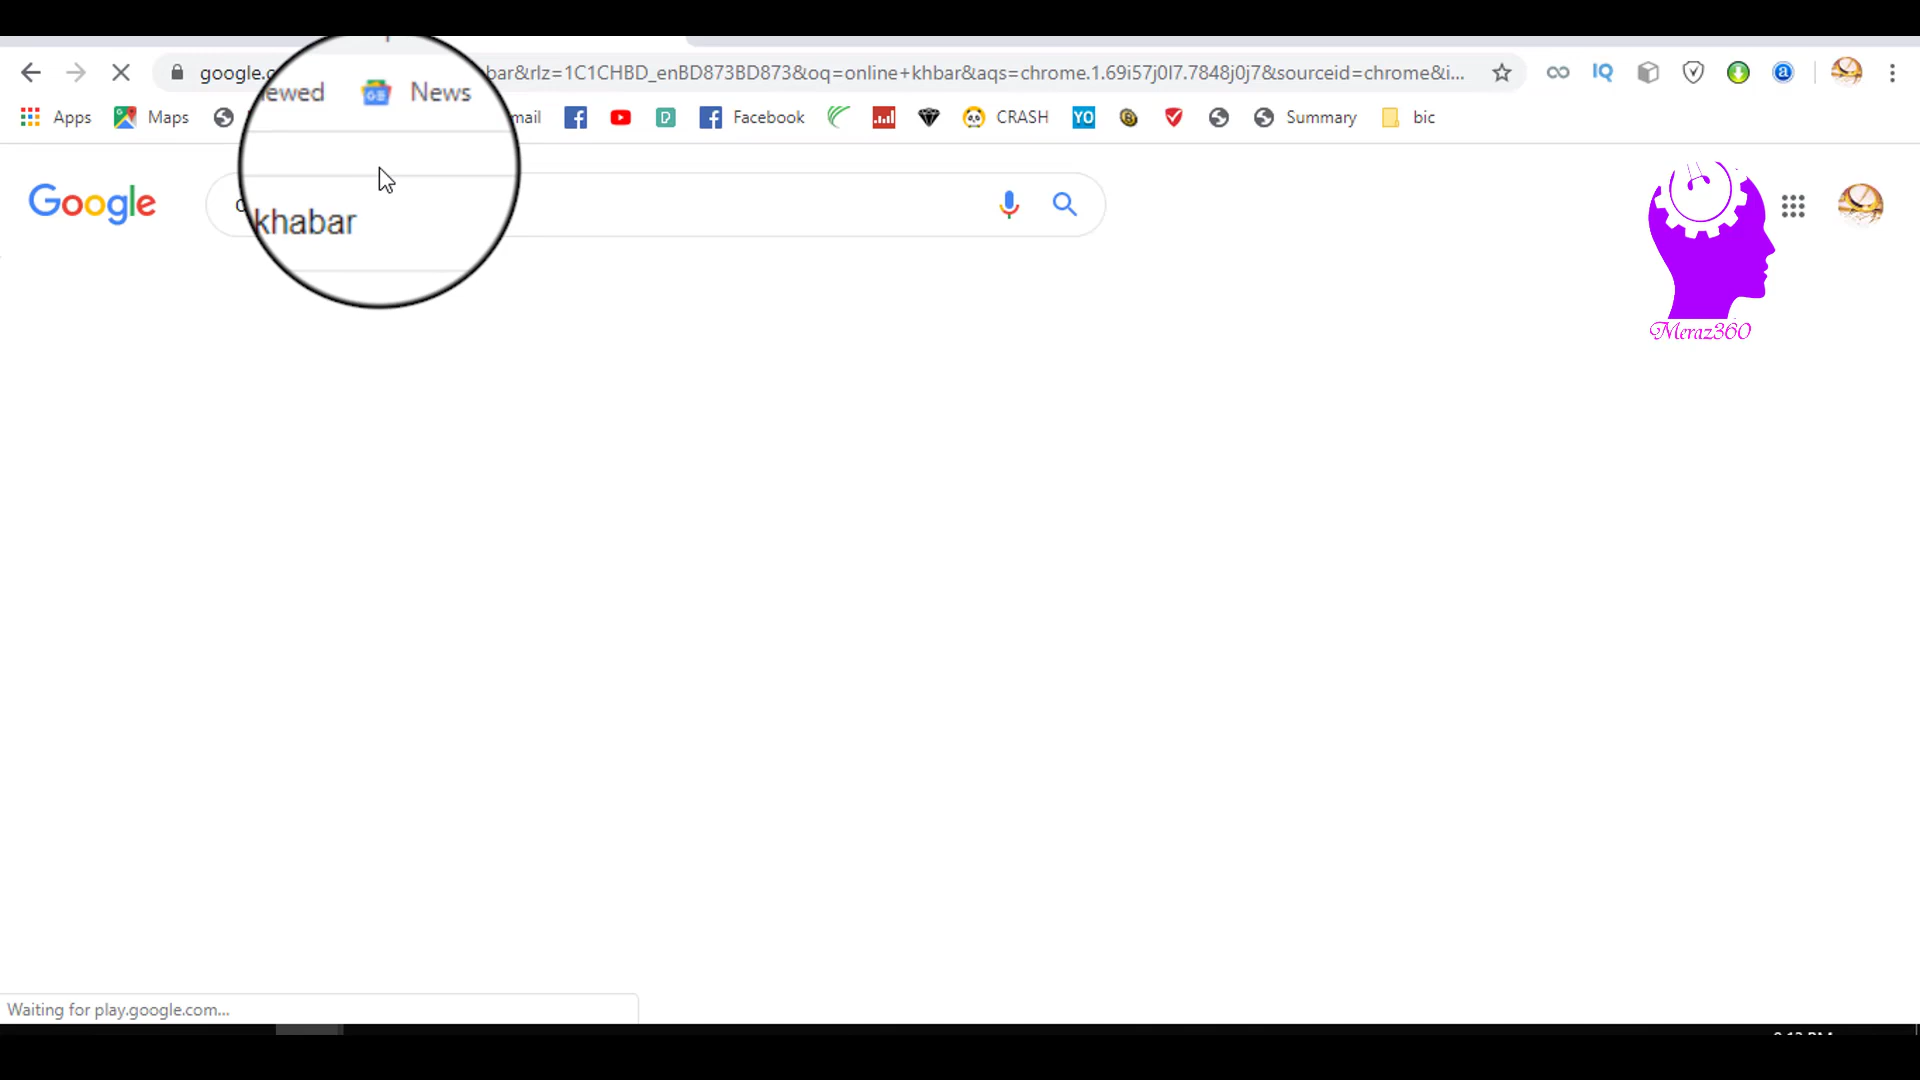 google.c
bar&rlz=1C1CHBD_enBD873BD873&oq=online+khbar&aqs=chrome.1.69i57j0l7.7848j0j7&sourceid=chrome&i...
IQ
ewed News
Apps Maps mail Facebook CRASH YO Summary bic
Google
khabar
Meraz360
Waiting for play.google.com...